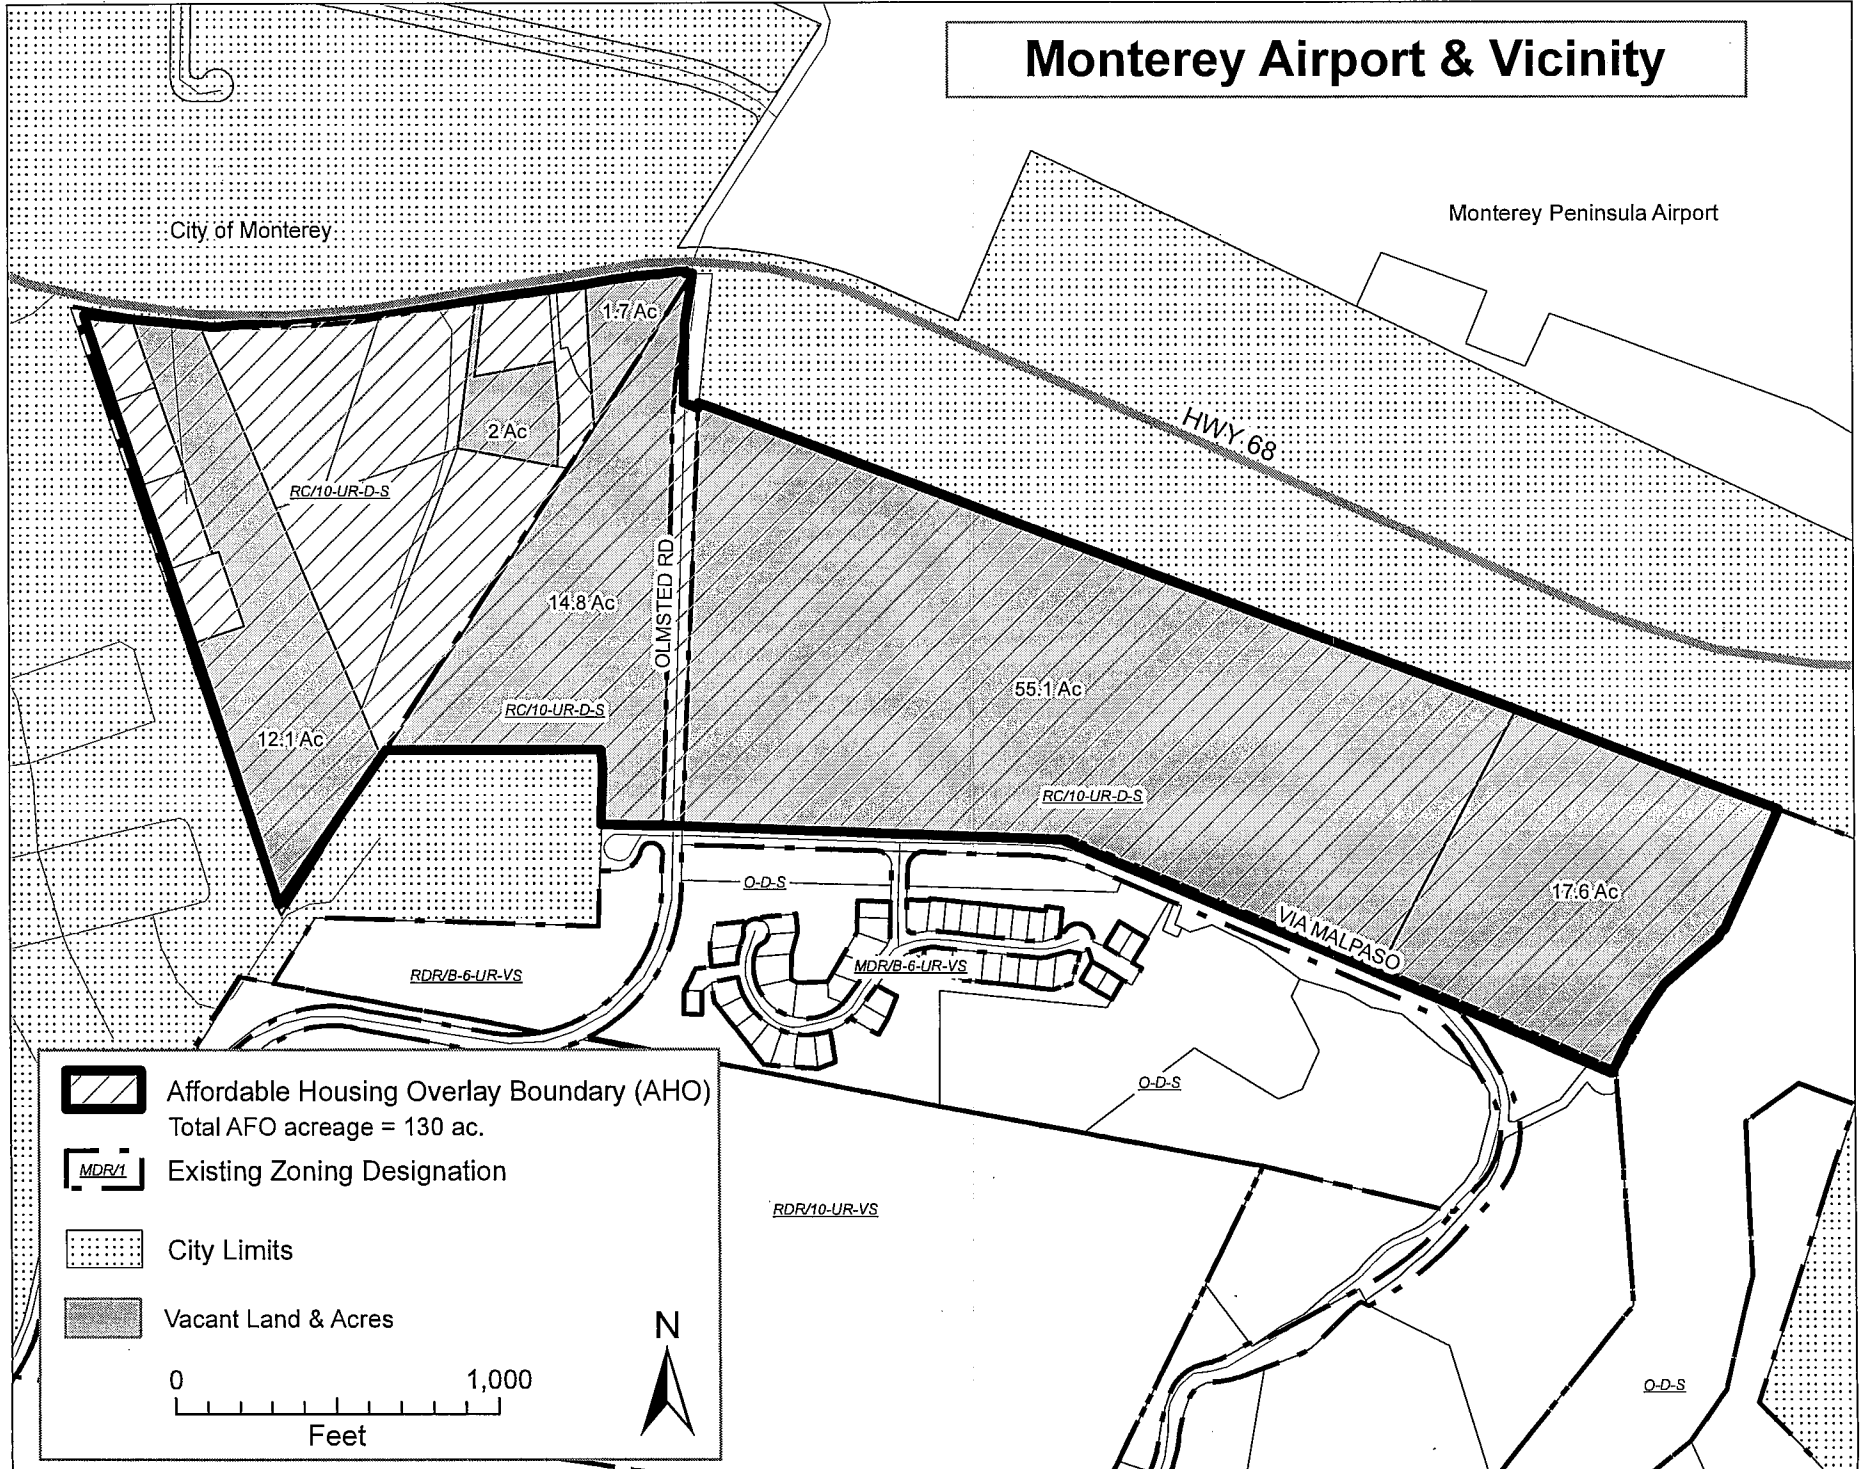 Monterey Airport & Vicinity
Monterey Peninsula Airport
City of Monterey
1.7 Ac
HWY 68
2 Ac
RC/10-UR-D-S
14.8 Ac
OLMSTED RD
55.1 Ac
RC/10-UR-D-S
12.1 Ac
RC/10-UR-D-S
17.6 Ac
O-D-S
VIA MALPASO
MDR/B-6-UR-VS
RDR/B-6-UR-VS
O-D-S
RDR/10-UR-VS
O-D-S
Affordable Housing Overlay Boundary (AHO)
Total AFO acreage = 130 ac.
MDR/1 Existing Zoning Designation
City Limits
Vacant Land & Acres
N
0 1,000
Feet